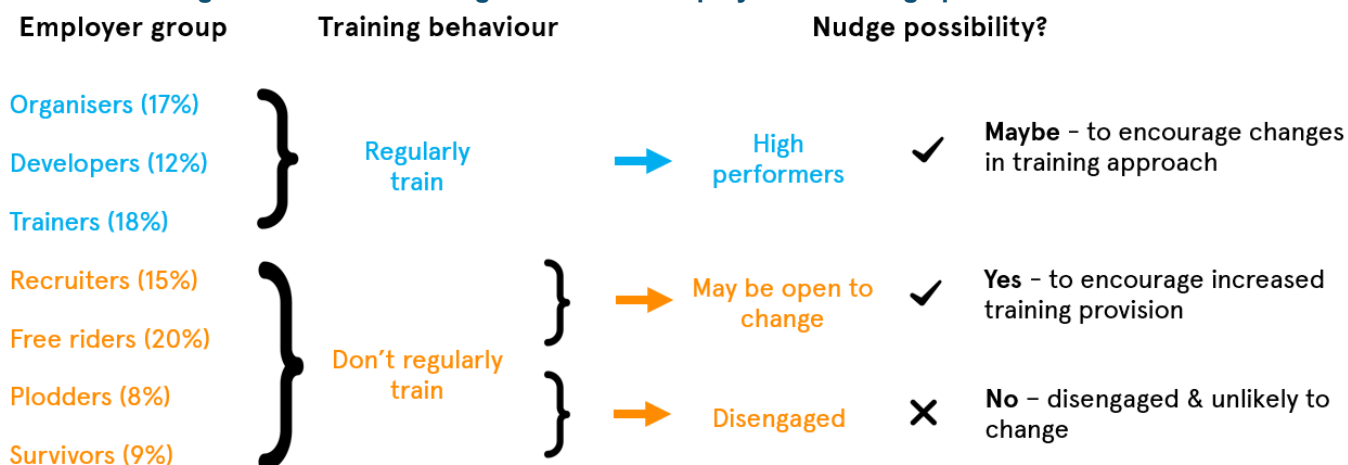 Employer group
Training behaviour
Nudge possibility?
Organisers (17%)
Developers (12%)
Trainers (18%)
Regularly
train
High
performers
Maybe - to encourage changes
in training approach
Recruiters (15%)
Free riders (20%)
Plodders (8%)
Survivors (9%)
Don't regularly
train
May be open to
change
Yes - to encourage increased
training provision
Disengaged
No – disengaged & unlikely to
change